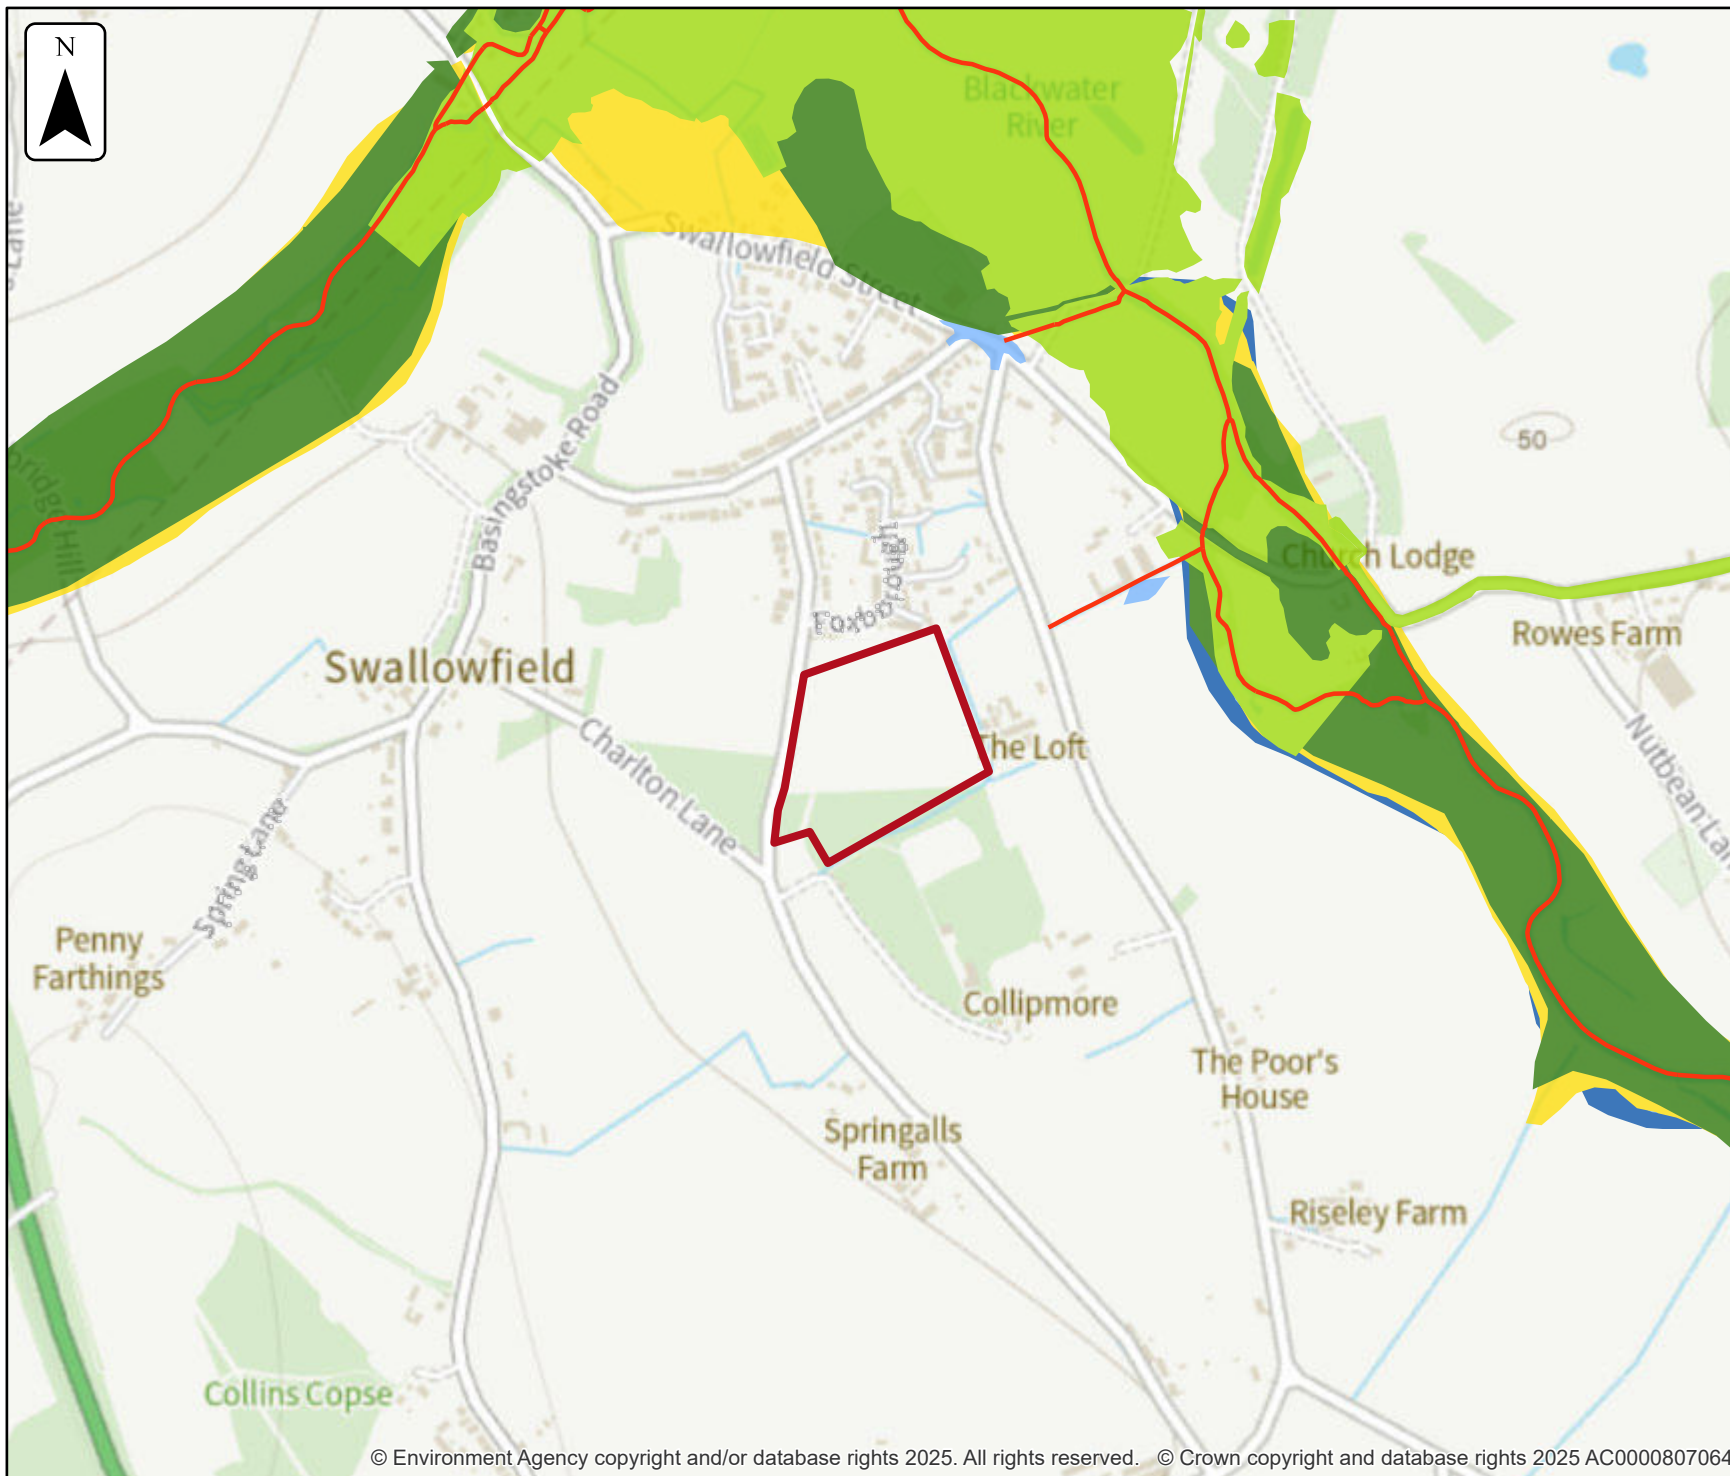 N
Blackwater
River
Swallowfield Street
Basingstoke Road
50
Church Lodge
Rowes Farm
Foxborough
Swallowfield
The Loft
Charlton Lane
Nutbean Lan
Spring Lane
Penny
Farthings
Collipmore
The Poor's
House
Springalls
Farm
Riseley Farm
Collins Copse
© Environment Agency copyright and/or database rights 2025. All rights reserved. © Crown copyright and database rights 2025 AC0000807064